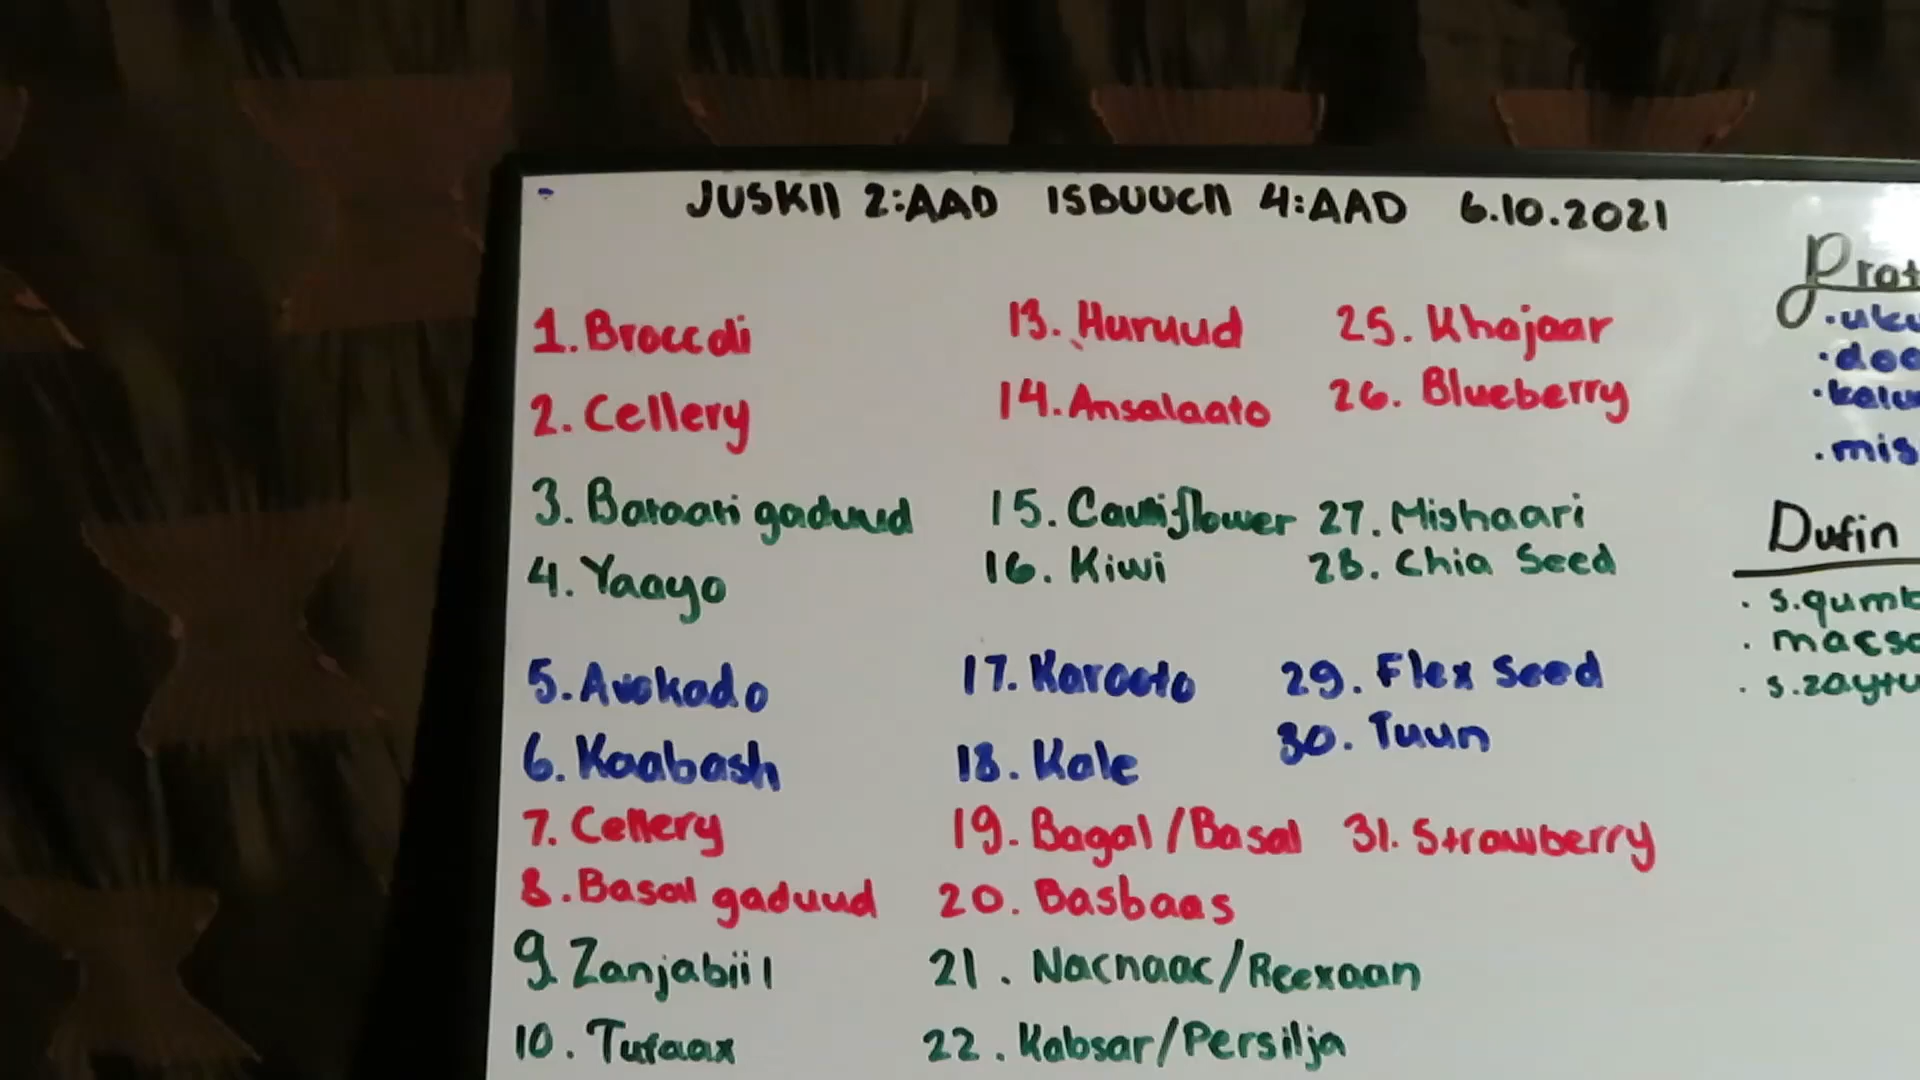 JUSKII 2:AAD ISBUUCII 4:AAD 6.10.2021
1. Broccoli
2. Cellery
3. Baraari gaduud
4. Yaayo
5. Avokado
6. Kaabash
7. Cellery
8. Basal gaduud
9. Zanjabiil
10. Tufaax
13. Huruud
14. Ansalaato
15. Cauliflower
16. Kiwi
17. Karooto
18. Kale
19. Bagal/Basal
20. Basbaas
21. Nacnaac/Reexaan
22. Kabsar/Persilja
25. Khajaar
26. Blueberry
27. Mishaari
28. Chia Seed
29. Flex Seed
30. Tuun
31. Strawberry
Dufin